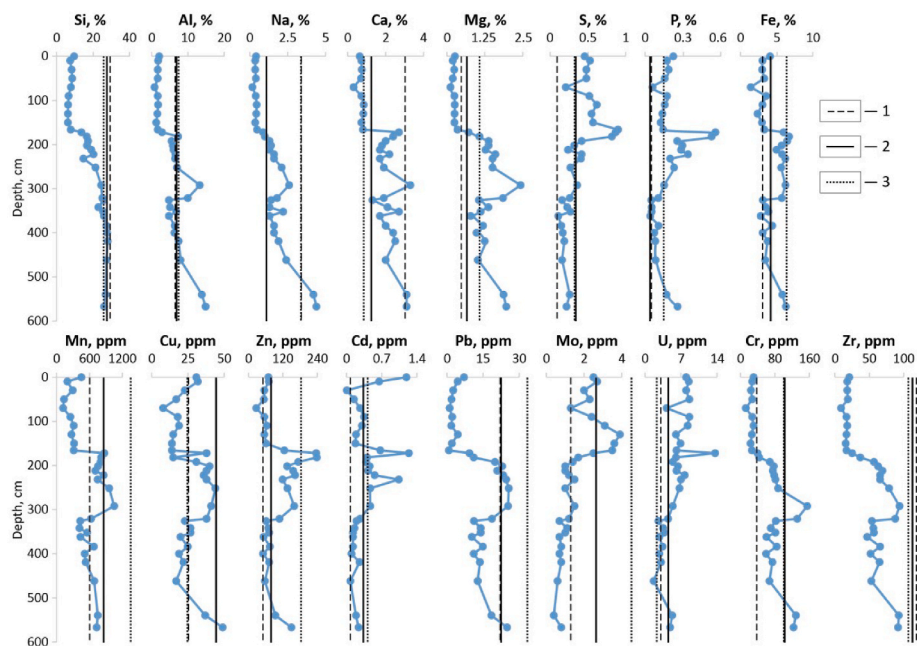 Si, % Al, % Na, % Ca, % Mg, % S, % P, % Fe, %
0 20 40 0 10 20 0 2.5 5 0 2 4 0 1.25 2.5 0 0.5 1 0 0.3 0.6 0 5 10
0
100
200
300
400
500
600
Depth, cm
— 1
— 2
— 3
Mn, ppm Cu, ppm Zn, ppm Cd, ppm Pb, ppm Mo, ppm U, ppm Cr, ppm Zr, ppm
0 600 1200 0 25 50 0 120 240 0 0.7 1.4 0 15 30 0 2 4 0 7 14 0 80 160 0 50 100
0
100
200
300
400
500
600
Depth, cm